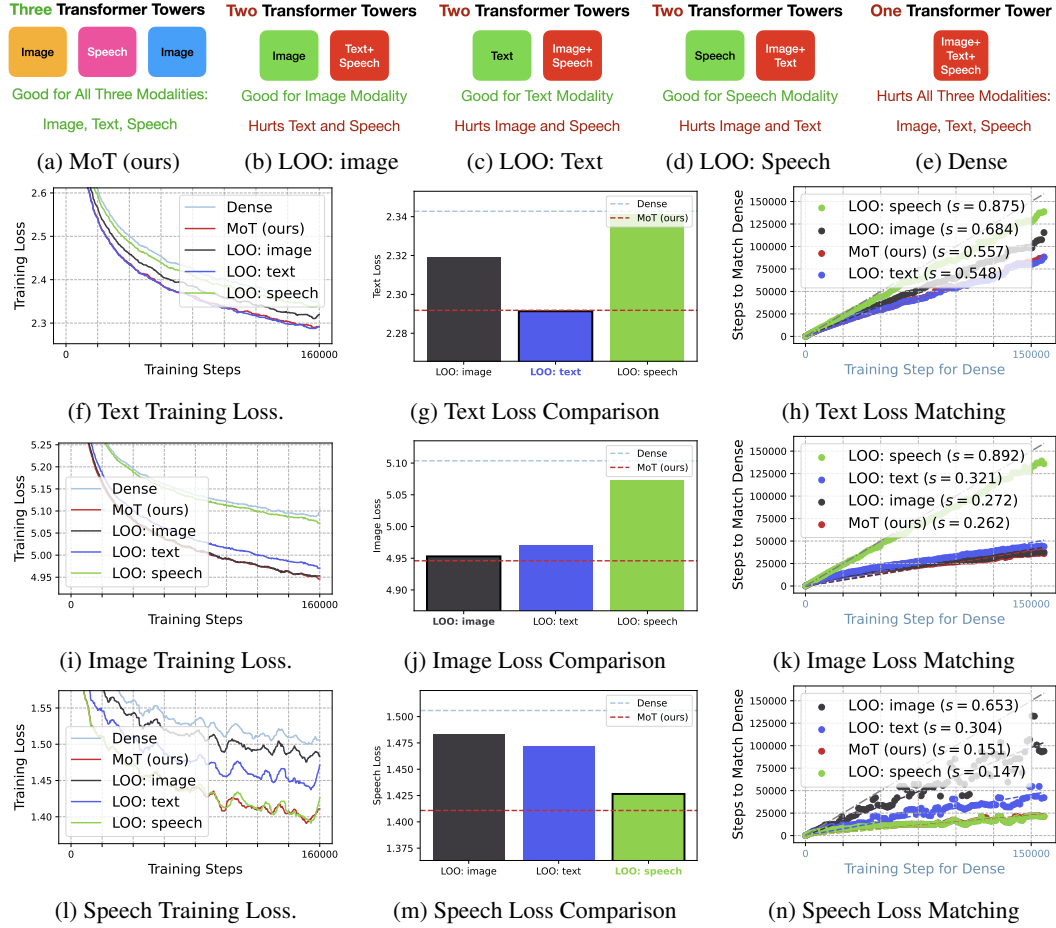 Three Transformer Towers
Image
Speech
Image
Good for All Three Modalities:
Image, Text, Speech
(a) MoT (ours)
Two Transformer Towers
Image
Text+
Speech
Good for Image Modality
Hurts Text and Speech
(b) LOO: image
Two Transformer Towers
Text
Image+
Speech
Good for Text Modality
Hurts Image and Speech
(c) LOO: Text
Two Transformer Towers
Speech
Image+
Text
Good for Speech Modality
Hurts Image and Text
(d) LOO: Speech
One Transformer Tower
Image+
Text+
Speech
Hurts All Three Modalities:
Image, Text, Speech
(e) Dense
Training Loss
2.6
2.5
2.4
2.3
Dense
MoT (ours)
LOO: image
LOO: text
LOO: speech
0
160000
Training Steps
(f) Text Training Loss.
Text Loss
2.34
2.32
2.30
2.28
Dense
MoT (ours)
LOO: image
LOO: text
LOO: speech
(g) Text Loss Comparison
Steps to Match Dense
150000
125000
100000
75000
50000
25000
0
LOO: speech (s = 0.875)
LOO: image (s = 0.684)
MoT (ours) (s = 0.557)
LOO: text (s = 0.548)
0
150000
Training Step for Dense
(h) Text Loss Matching
Training Loss
5.25
5.20
5.15
5.10
5.05
5.00
4.95
Dense
MoT (ours)
LOO: image
LOO: text
LOO: speech
0
160000
Training Steps
(i) Image Training Loss.
Image Loss
5.10
5.05
5.00
4.95
4.90
Dense
MoT (ours)
LOO: image
LOO: text
LOO: speech
(j) Image Loss Comparison
Steps to Match Dense
150000
125000
100000
75000
50000
25000
0
LOO: speech (s = 0.892)
LOO: text (s = 0.321)
LOO: image (s = 0.272)
MoT (ours) (s = 0.262)
0
150000
Training Step for Dense
(k) Image Loss Matching
Training Loss
1.55
1.50
1.45
1.40
Dense
MoT (ours)
LOO: image
LOO: text
LOO: speech
0
160000
Training Steps
(l) Speech Training Loss.
Speech Loss
1.500
1.475
1.450
1.425
1.400
1.375
Dense
MoT (ours)
LOO: image
LOO: text
LOO: speech
(m) Speech Loss Comparison
Steps to Match Dense
150000
125000
100000
75000
50000
25000
0
LOO: image (s = 0.653)
LOO: text (s = 0.304)
MoT (ours) (s = 0.151)
LOO: speech (s = 0.147)
0
150000
Training Step for Dense
(n) Speech Loss Matching